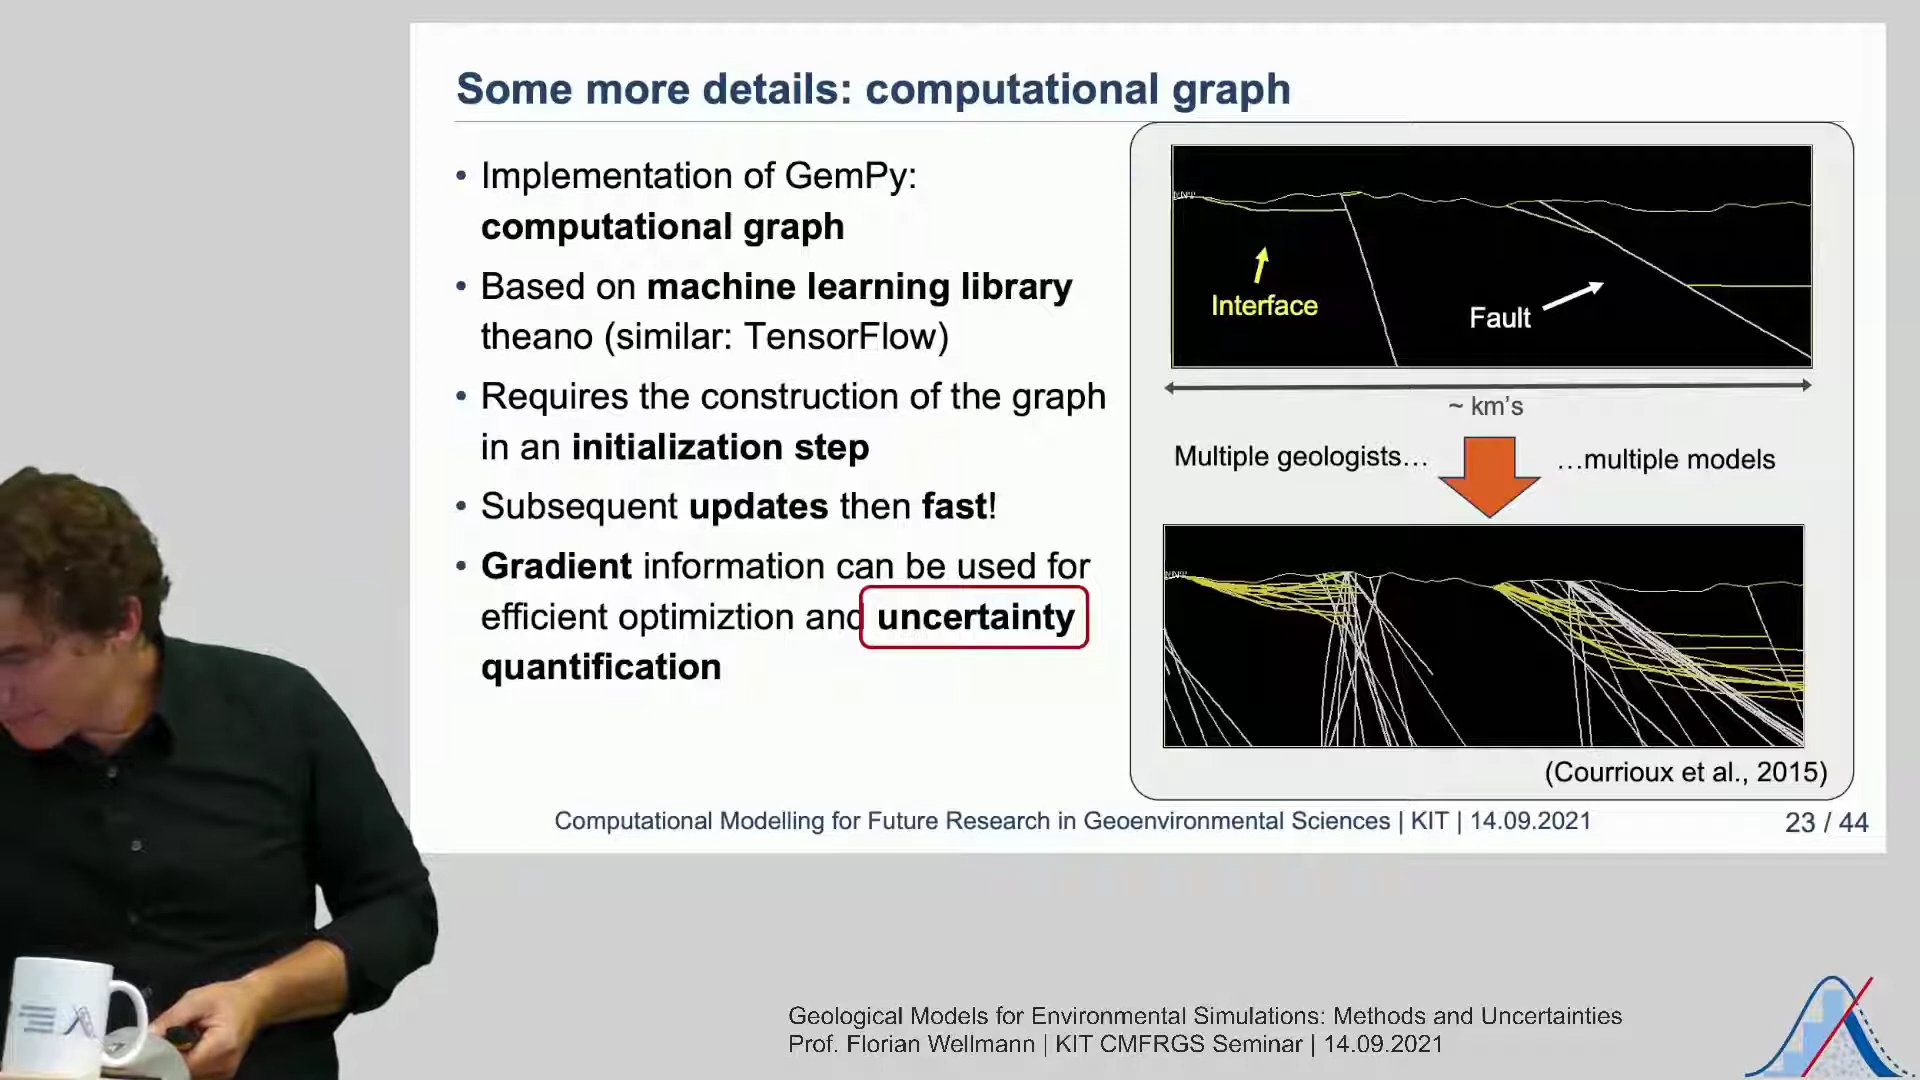 Some more details: computational graph
• Implementation of GemPy:
computational graph
• Based on machine learning library
theano (similar: TensorFlow)
• Requires the construction of the graph
in an initialization step
• Subsequent updates then fast!
• Gradient information can be used for
efficient optimiztion and uncertainty
quantification
Interface
Fault
~ km's
Multiple geologists…
…multiple models
(Courrioux et al., 2015)
Computational Modelling for Future Research in Geoenvironmental Sciences | KIT | 14.09.2021
23 / 44
Geological Models for Environmental Simulations: Methods and Uncertainties
Prof. Florian Wellmann | KIT CMFRGS Seminar | 14.09.2021